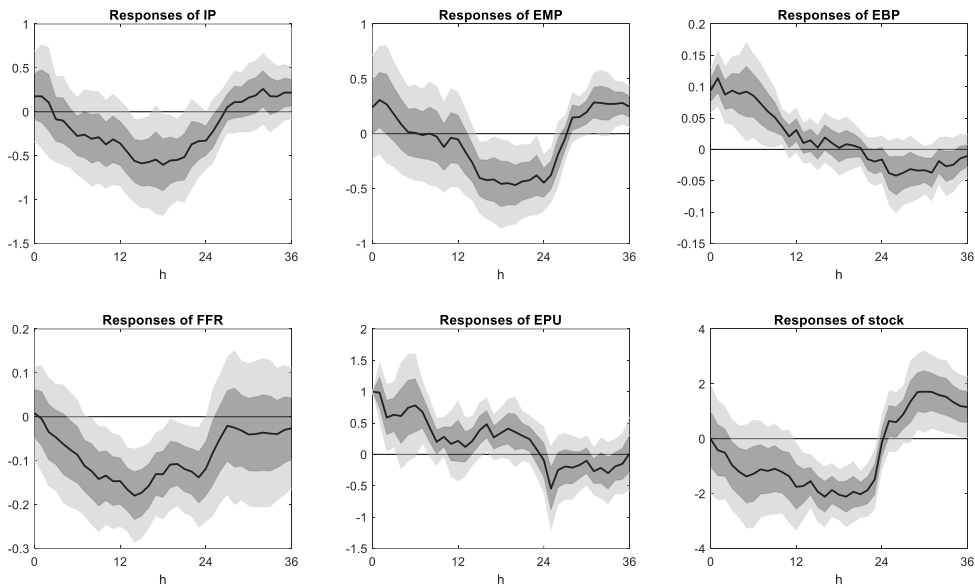 Responses of IP
1
0.5
0
-0.5
-1
-1.5
0 12 24 36
h
Responses of EMP
1
0.5
0
-0.5
-1
0 12 24 36
h
Responses of EBP
0.2
0.15
0.1
0.05
0
-0.05
-0.1
-0.15
0 12 24 36
h
Responses of FFR
0.2
0.1
0
-0.1
-0.2
-0.3
0 12 24 36
h
Responses of EPU
2
1.5
1
0.5
0
-0.5
-1
-1.5
0 12 24 36
h
Responses of stock
4
2
0
-2
-4
0 12 24 36
h